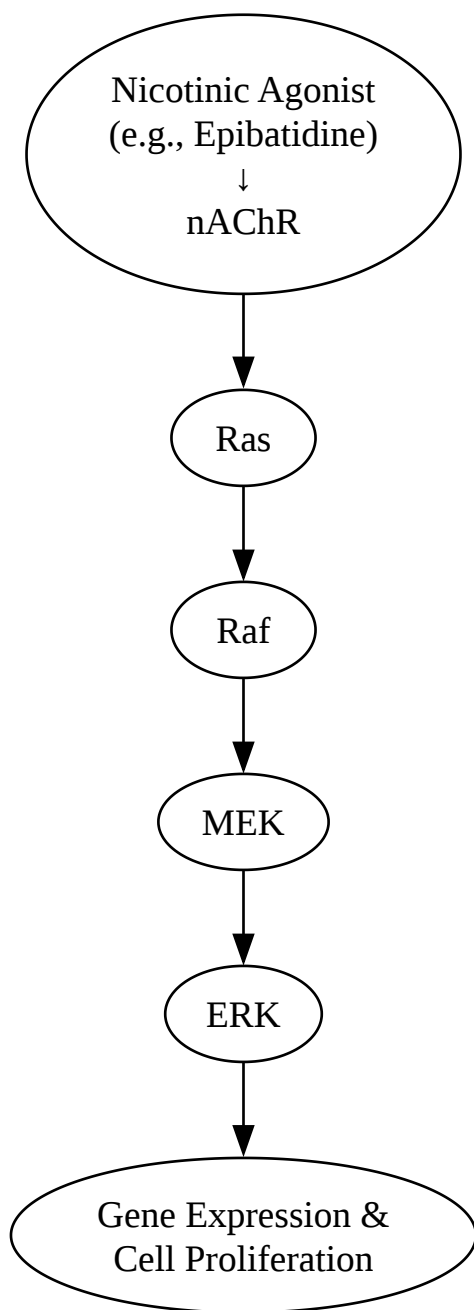 Nicotinic Agonist
(e.g., Epibatidine)
↓
nAChR
Ras
Raf
MEK
ERK
Gene Expression &
Cell Proliferation